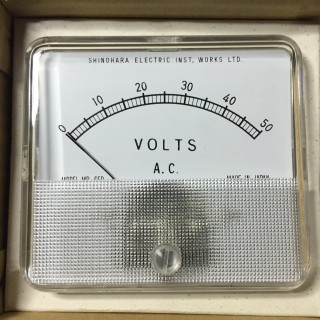 SHINOHARA ELECTRIC INST. WORKS LTD.
0 10 20 30 40 50
VOLTS
A.C.
MADE IN JAPAN